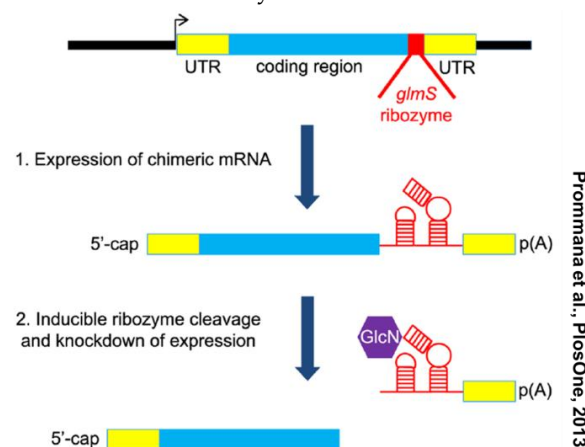 UTR
coding region
UTR
glmS
ribozyme
1. Expression of chimeric mRNA
5'-cap
p(A)
2. Inducible ribozyme cleavage
and knockdown of expression
GlcN
p(A)
5'-cap
Prommana et al., PlosOne, 2013